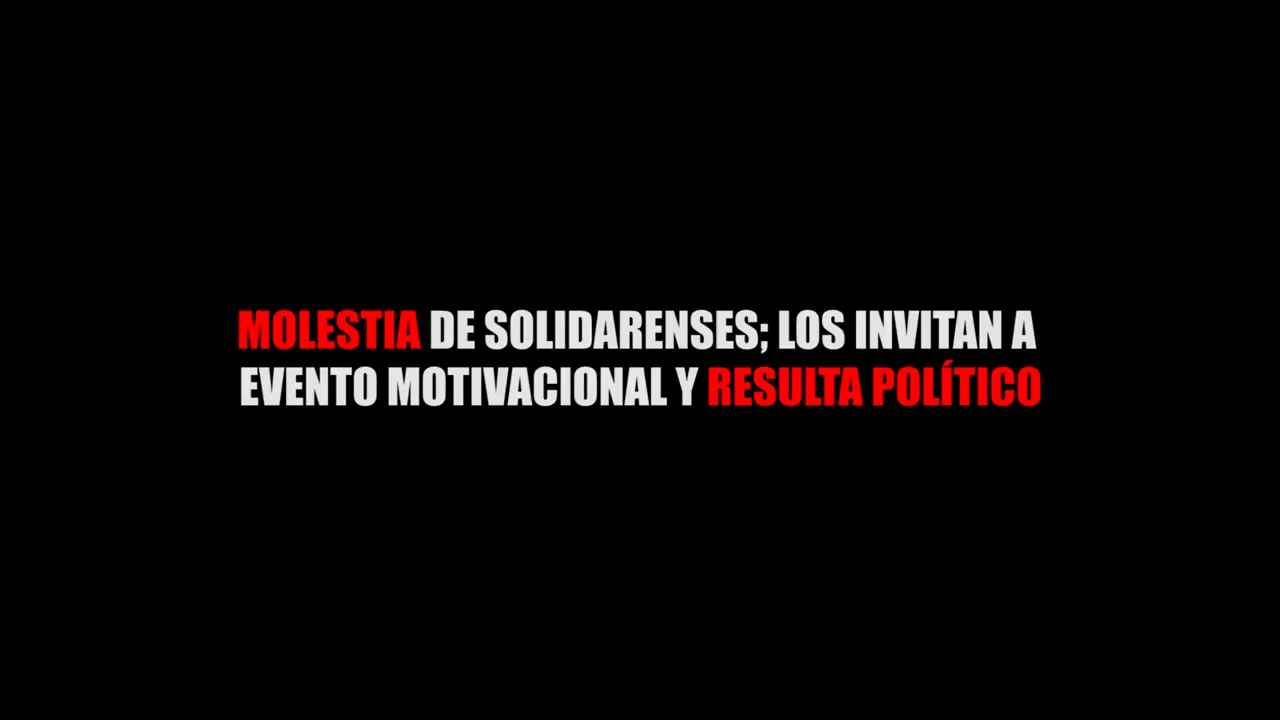 MOLESTIA DE SOLIDARENSES; LOS INVITAN A
EVENTO MOTIVACIONAL Y RESULTA POLÍTICO